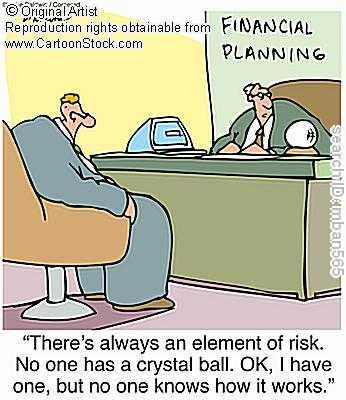 © Original Artist
Reproduction rights obtainable from
www.CartoonStock.com
FINANCIAL
PLANNING
search ID: mban565
“There’s always an element of risk.
No one has a crystal ball. OK, I have
one, but no one knows how it works.”